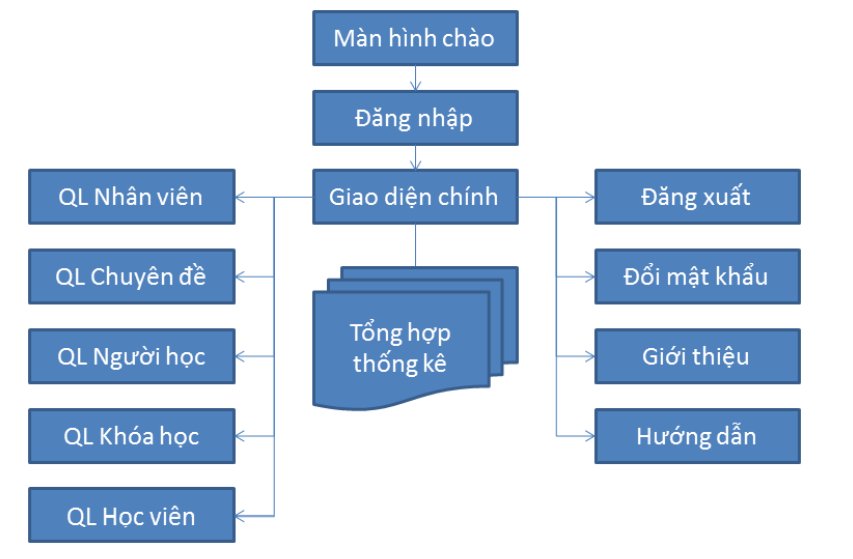 Màn hình chào
Đăng nhập
QL Nhân viên
Giao diện chính
Đăng xuất
QL Chuyên đề
Đổi mật khẩu
Tổng hợp
thống kê
QL Người học
Giới thiệu
QL Khóa học
Hướng dẫn
QL Học viên